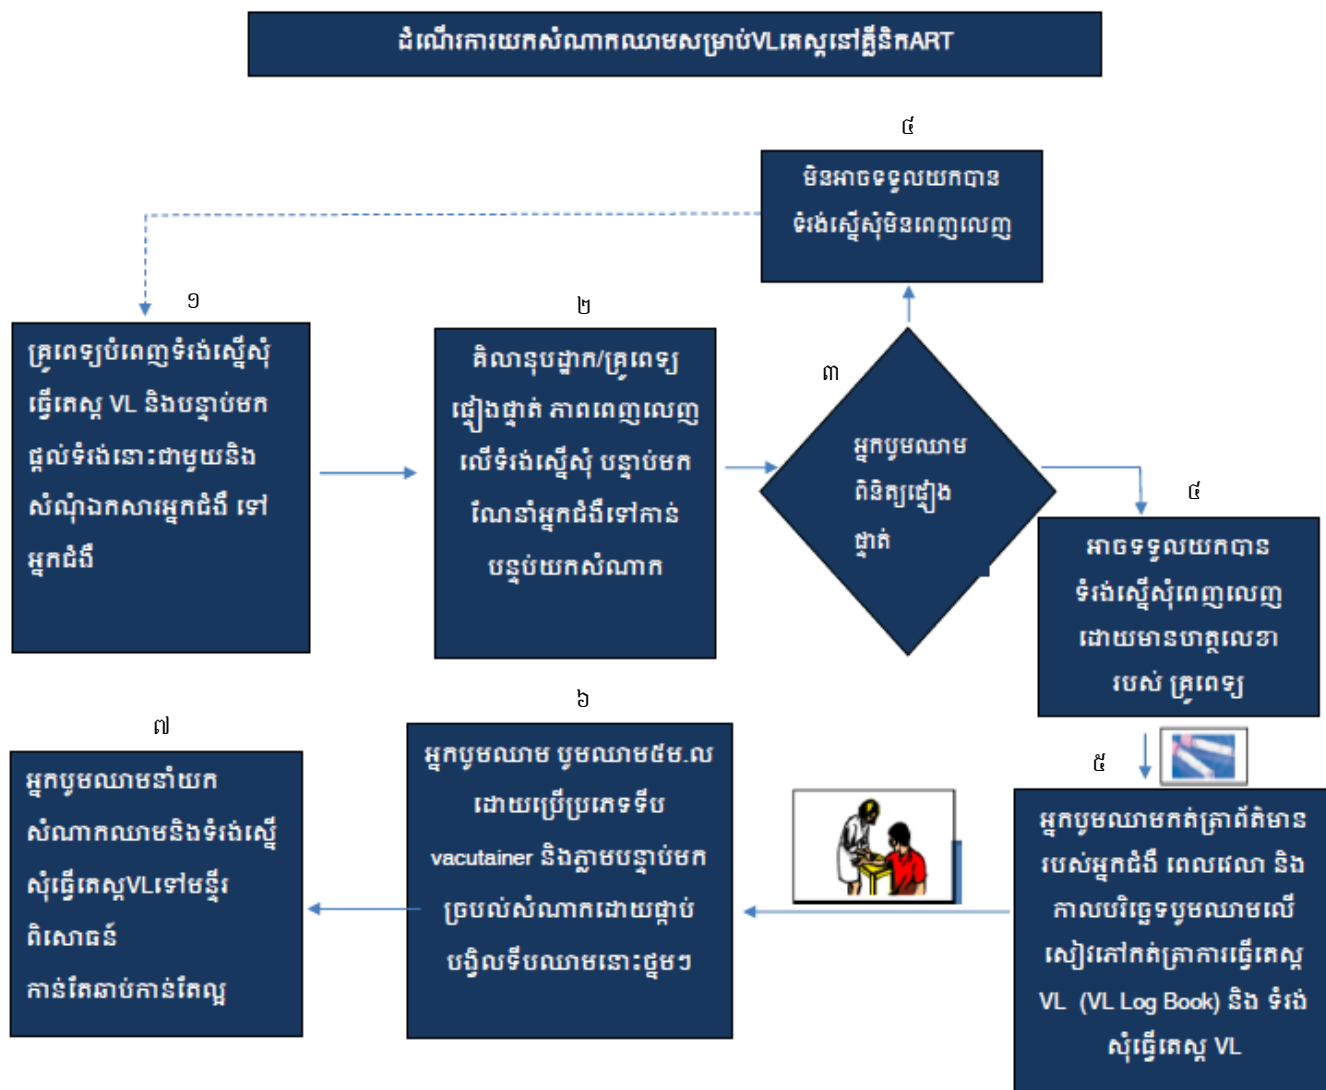 ដំណើរការយកសំណាកឈាមសម្រាប់VLតេស្តនៅគ្លីនិកART
៤
មិនអាចទទួលយកបាន
ទំរង់ស្នើសុំមិនពេញលេញ
១
គ្រូពេទ្យបំពេញទំរង់ស្នើសុំ
ធ្វើតេស្ត VL និងបន្ទាប់មក
ផ្តល់ទំរង់នោះជាមួយនិង
សំណុំឯកសារអ្នកជំងឺ ទៅ
អ្នកជំងឺ
២
គិលានុបដ្ឋាក/គ្រូពេទ្យ
ផ្ទៀងផ្ទាត់ ភាពពេញលេញ
លើទំរង់ស្នើសុំ បន្ទាប់មក
ណែនាំអ្នកជំងឺទៅកាន់
បន្ទប់យកសំណាក
៣
អ្នកបូមឈាម
ពិនិត្យផ្ទៀង
ផ្ទាត់
៤
អាចទទួលយកបាន
ទំរង់ស្នើសុំពេញលេញ
ដោយមានហត្ថលេខា
របស់ គ្រូពេទ្យ
៥
អ្នកបូមឈាមកត់ត្រាព័ត៌មាន
របស់អ្នកជំងឺ ពេលវេលា និង
កាលបរិច្ឆេទបូមឈាមលើ
សៀវភៅកត់ត្រាការធ្វើតេស្ត
VL (VL Log Book) និង ទំរង់
សុំធ្វើតេស្ត VL
៦
អ្នកបូមឈាម បូមឈាម៥ម.ល
ដោយប្រើប្រភេទទីប
vacutainer និងភ្លាមបន្ទាប់មក
ច្របល់សំណាកដោយផ្កាប់
បង្វិលទីបឈាមនោះថ្នមៗ
៧
អ្នកបូមឈាមនាំយក
សំណាកឈាមនិងទំរង់ស្នើ
សុំធ្វើតេស្តVLទៅមន្ទីរ
ពិសោធន៍
កាន់តែឆាប់កាន់តែល្អ